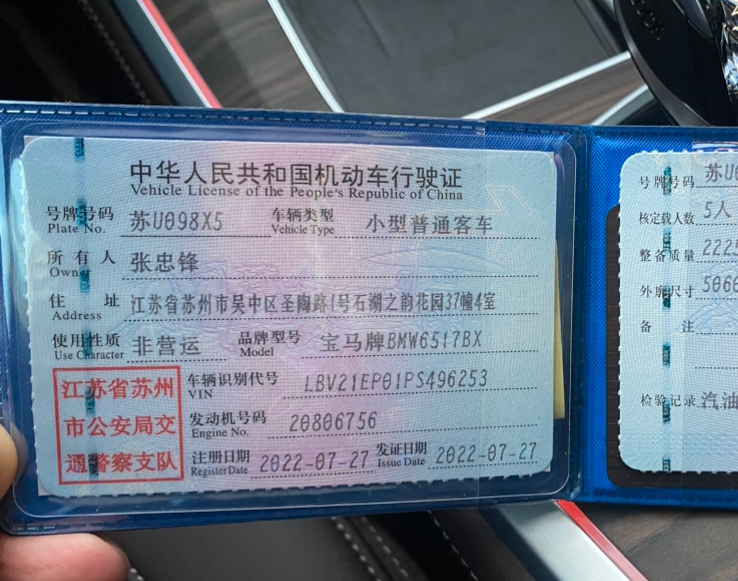 中华人民共和国机动车行驶证
Vehicle License of the People's Republic of China
号牌号码 苏U098X5 车辆类型 小型普通客车
Plate No. Vehicle Type
所有人 张忠锋
Owner
住址 江苏省苏州市吴中区圣陶路1号石湖之韵花园37幢4室
Address
使用性质 非营运 品牌型号 宝马牌BMW6517BX
Use Character Model
江苏省苏州
市公安局交
通警察支队
车辆识别代号 LBV21EP01PS496253
VIN
发动机号码 20806756
Engine No.
注册日期 2022-07-27 发证日期 2022-07-27
Register Date Issue Date
号牌号码 苏U0
核定载人数 5人
整备质量 2225
外廓尺寸 5060
备注
检验记录 汽油